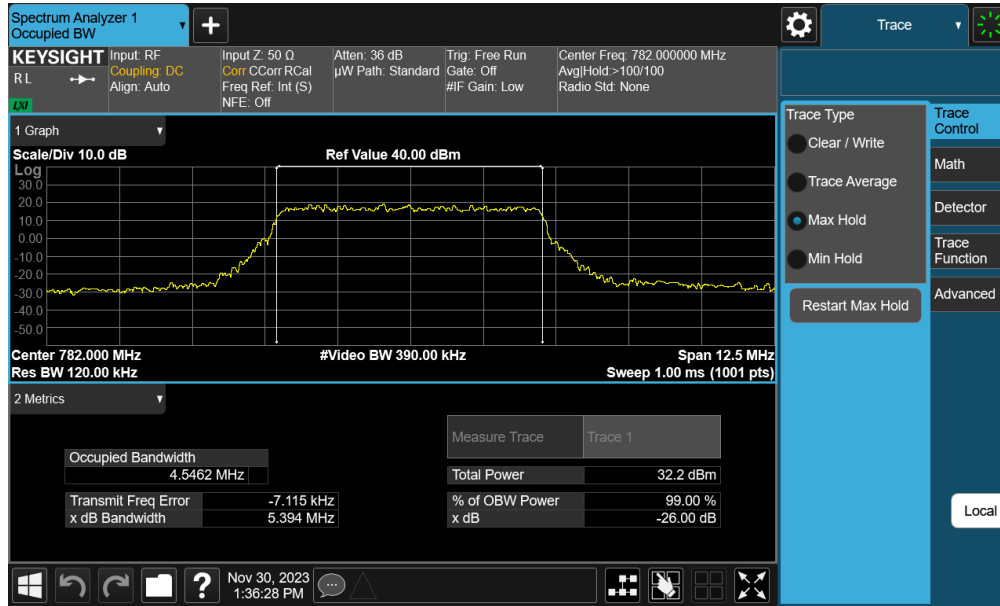 Spectrum Analyzer 1
Occupied BW
+
Trace
KEYSIGHT
R L
LXI
Input: RF
Coupling: DC
Align: Auto
Input Z: 50 Ω
Corr CCorr RCal
Freq Ref: Int (S)
NFE: Off
Atten: 36 dB
µW Path: Standard
Trig: Free Run
Gate: Off
#IF Gain: Low
Center Freq: 782.000000 MHz
Avg|Hold:>100/100
Radio Std: None
1 Graph
Scale/Div 10.0 dB
Ref Value 40.00 dBm
Log
30.0
20.0
10.0
0.00
-10.0
-20.0
-30.0
-40.0
-50.0
Center 782.000 MHz
#Video BW 390.00 kHz
Span 12.5 MHz
Res BW 120.00 kHz
Sweep 1.00 ms (1001 pts)
2 Metrics
Measure Trace
Trace 1
Occupied Bandwidth
4.5462 MHz
Total Power
32.2 dBm
Transmit Freq Error
-7.115 kHz
% of OBW Power
99.00 %
x dB Bandwidth
5.394 MHz
x dB
-26.00 dB
Trace Type
Clear / Write
Trace Average
Max Hold
Min Hold
Restart Max Hold
Trace
Control
Math
Detector
Trace
Function
Advanced
Local
?
Nov 30, 2023
1:36:28 PM